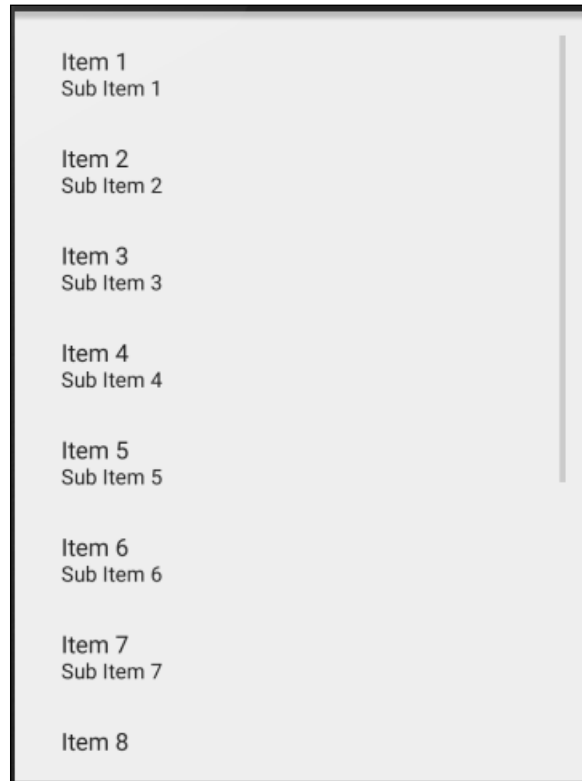 Item 1
Sub Item 1
Item 2
Sub Item 2
Item 3
Sub Item 3
Item 4
Sub Item 4
Item 5
Sub Item 5
Item 6
Sub Item 6
Item 7
Sub Item 7
Item 8